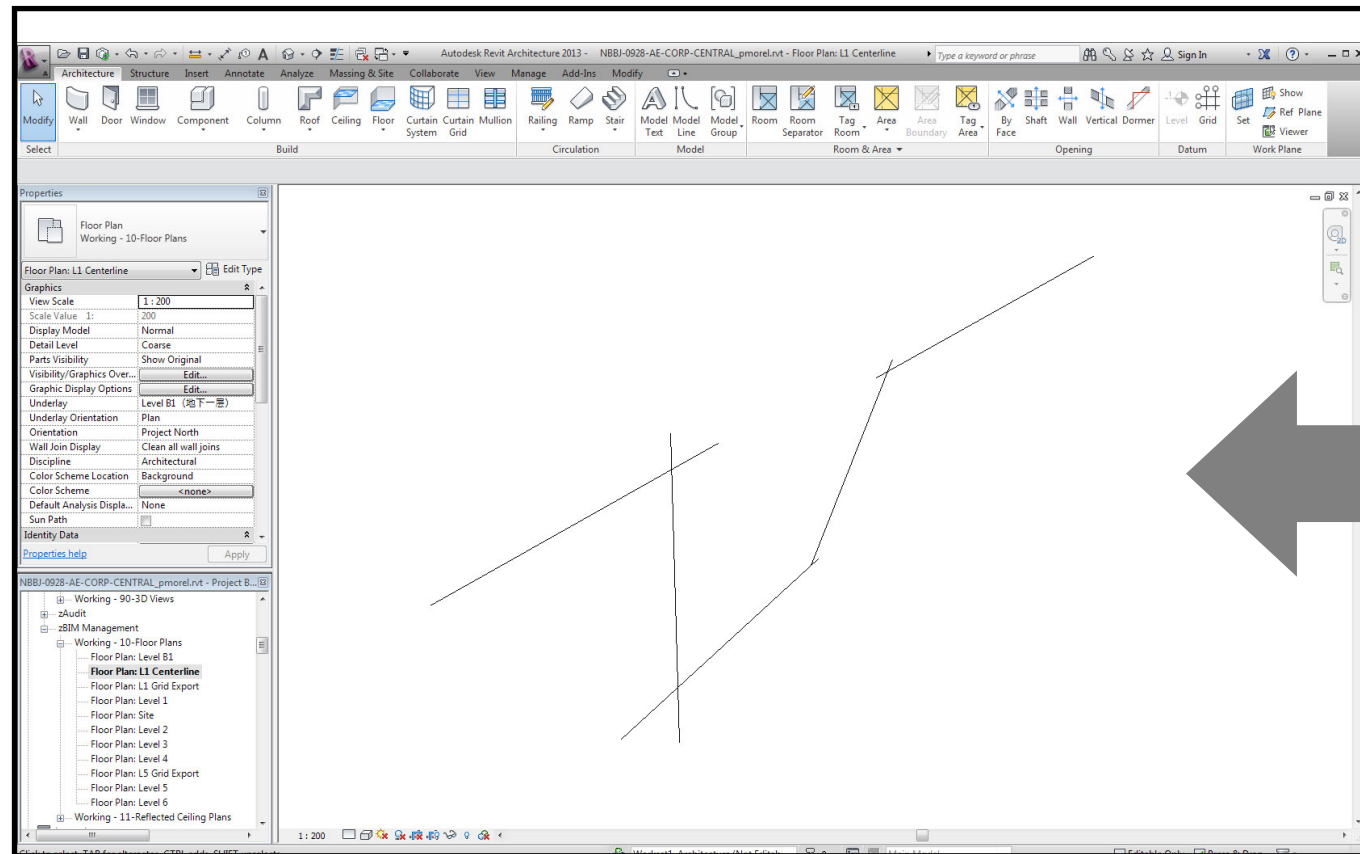 Autodesk Revit Architecture 2013 - NBBJ-0928-AE-CORP-CENTRAL_pmorel.rvt - Floor Plan: L1 Centerline
Type a keyword or phrase
Sign In
Architecture Structure Insert Annotate Analyze Massing & Site Collaborate View Manage Add-Ins Modify
Modify Wall Door Window Component Column Roof Ceiling Floor Curtain System Curtain Grid Mullion Railing Ramp Stair Model Text Model Line Model Group Room Room Separator Tag Room Area Area Boundary Tag Area By Face Shaft Wall Vertical Dormer Level Grid Set Show
Ref Plane
Viewer
Select Build Circulation Model Room & Area Opening Datum Work Plane
Properties
Floor Plan
Working - 10-Floor Plans
Floor Plan: L1 Centerline Edit Type
Graphics
View Scale 1 : 200
Scale Value 1: 200
Display Model Normal
Detail Level Coarse
Parts Visibility Show Original
Visibility/Graphics Over... Edit...
Graphic Display Options Edit...
Underlay Level B1 (地下一层)
Underlay Orientation Plan
Orientation Project North
Wall Join Display Clean all wall joins
Discipline Architectural
Color Scheme Location Background
Color Scheme <none>
Default Analysis Displa... None
Sun Path
Identity Data
Properties help Apply
NBBJ-0928-AE-CORP-CENTRAL_pmorel.rvt - Project B...
Working - 90-3D Views
zAudit
zBIM Management
Working - 10-Floor Plans
Floor Plan: Level B1
Floor Plan: L1 Centerline
Floor Plan: L1 Grid Export
Floor Plan: Level 1
Floor Plan: Site
Floor Plan: Level 2
Floor Plan: Level 3
Floor Plan: Level 4
Floor Plan: L5 Grid Export
Floor Plan: Level 5
Floor Plan: Level 6
Working - 11-Reflected Ceiling Plans
2D
1 : 200